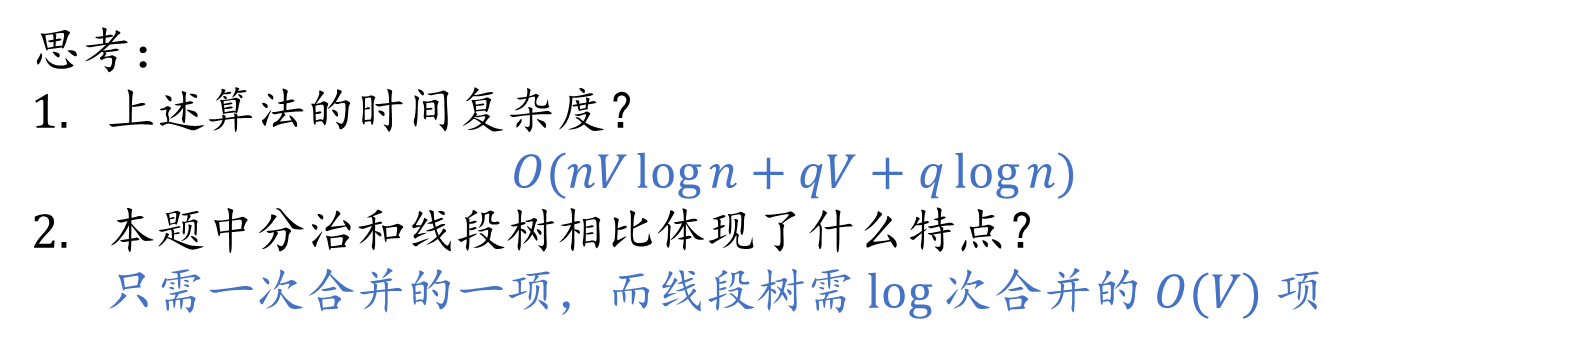 思考：
1. 上述算法的时间复杂度？
O(nV log n + qV + q log n)
2. 本题中分治和线段树相比体现了什么特点？
只需一次合并的一项，而线段树需 log 次合并的 O(V) 项